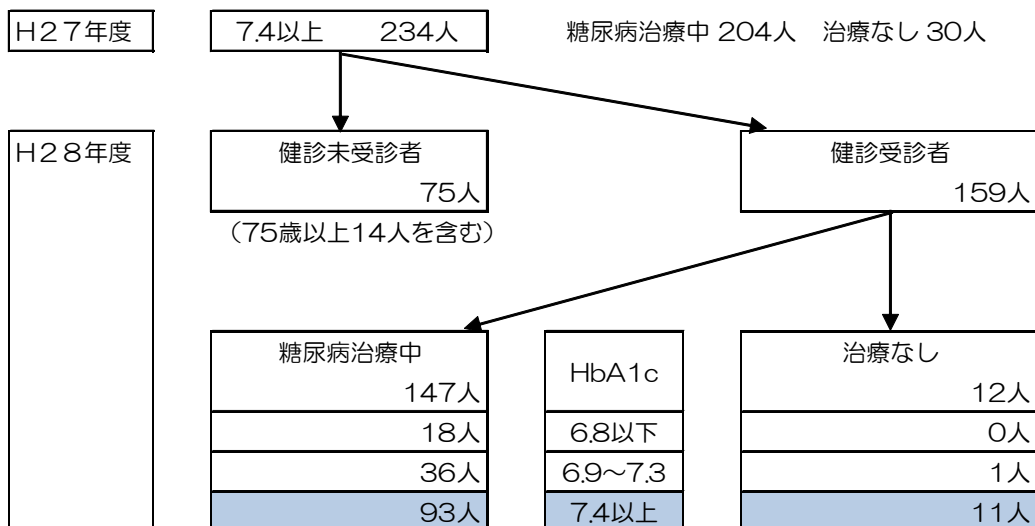 H27年度 7.4以上 234人 糖尿病治療中 204人 治療なし 30人
H28年度 健診未受診者 健診受診者
75人 159人
（75歳以上14人を含む）
糖尿病治療中 HbA1c 治療なし
147人 12人
18人 6.8以下 0人
36人 6.9～7.3 1人
93人 7.4以上 11人